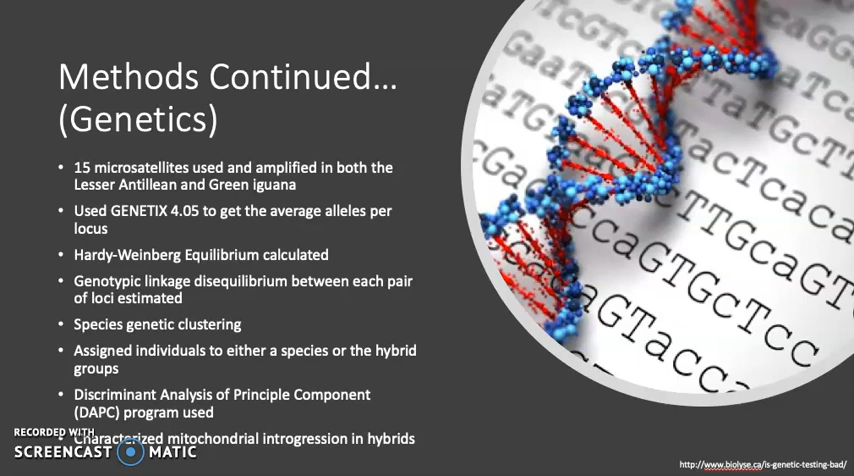 Methods Continued…
(Genetics)
• 15 microsatellites used and amplified in both the
Lesser Antillean and Green iguana
• Used GENETIX 4.05 to get the average alleles per
locus
• Hardy-Weinberg Equilibrium calculated
• Genotypic linkage disequilibrium between each pair
of loci estimated
• Species genetic clustering
• Assigned individuals to either a species or the hybrid
groups
• Discriminant Analysis of Principle Component
(DAPC) program used
• Characterized mitochondrial introgression in hybrids
RECORDED WITH
SCREENCAST MATIC
http://www.biolyse.ca/is-genetic-testing-bad/